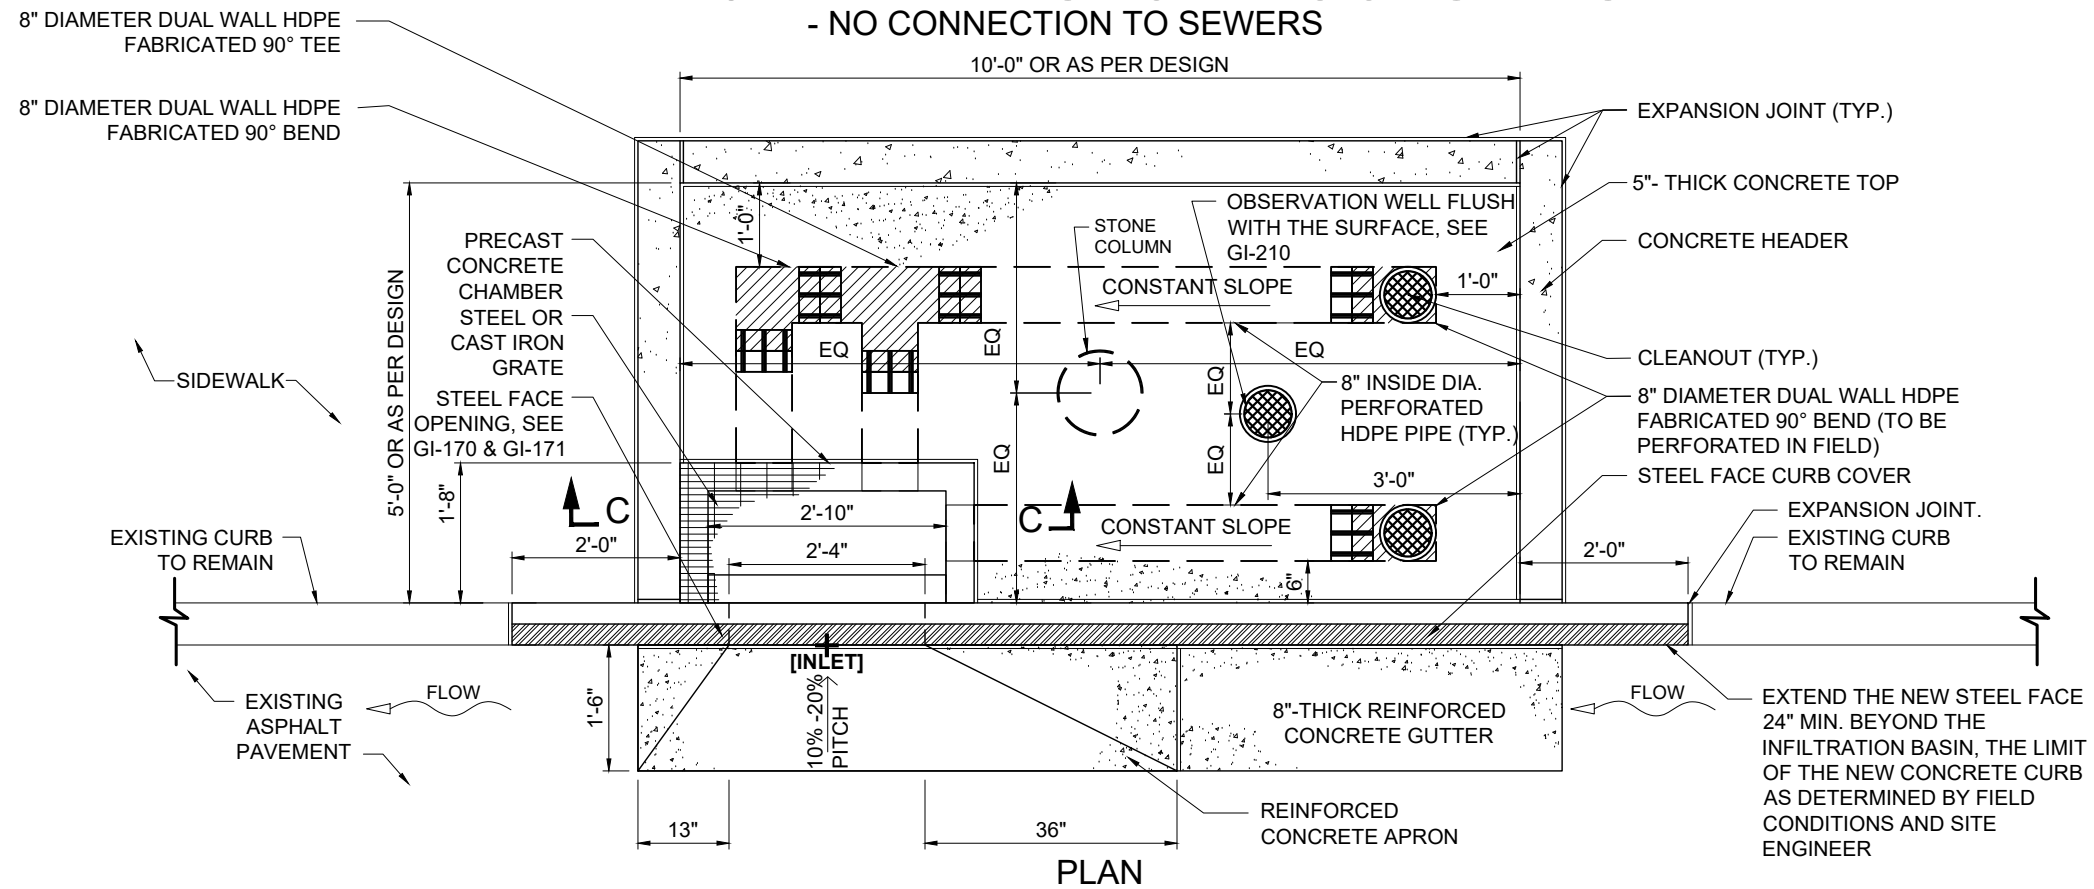 - NO CONNECTION TO SEWERS
8" DIAMETER DUAL WALL HDPE
FABRICATED 90° TEE
8" DIAMETER DUAL WALL HDPE
FABRICATED 90° BEND
10'-0" OR AS PER DESIGN
EXPANSION JOINT (TYP.)
5"- THICK CONCRETE TOP
CONCRETE HEADER
OBSERVATION WELL FLUSH
WITH THE SURFACE, SEE
GI-210
STONE
COLUMN
1'-0"
CONSTANT SLOPE
1'-0"
PRECAST
CONCRETE
CHAMBER
STEEL OR
CAST IRON
GRATE
STEEL FACE
OPENING, SEE
GI-170 & GI-171
5'-0" OR AS PER DESIGN
SIDEWALK
EQ
EQ
EQ
EQ
EQ
EQ
CLEANOUT (TYP.)
8" INSIDE DIA.
PERFORATED
HDPE PIPE (TYP.)
8" DIAMETER DUAL WALL HDPE
FABRICATED 90° BEND (TO BE
PERFORATED IN FIELD)
STEEL FACE CURB COVER
1'-8"
C
C
2'-10"
2'-4"
3'-0"
CONSTANT SLOPE
6"
2'-0"
2'-0"
EXPANSION JOINT.
EXISTING CURB
TO REMAIN
EXISTING CURB
TO REMAIN
[INLET]
10% -20%
PITCH
1'-6"
FLOW
EXISTING
ASPHALT
PAVEMENT
8"-THICK REINFORCED
CONCRETE GUTTER
FLOW
EXTEND THE NEW STEEL FACE
24" MIN. BEYOND THE
INFILTRATION BASIN, THE LIMIT
OF THE NEW CONCRETE CURB
AS DETERMINED BY FIELD
CONDITIONS AND SITE
ENGINEER
13"
36"
REINFORCED
CONCRETE APRON
PLAN